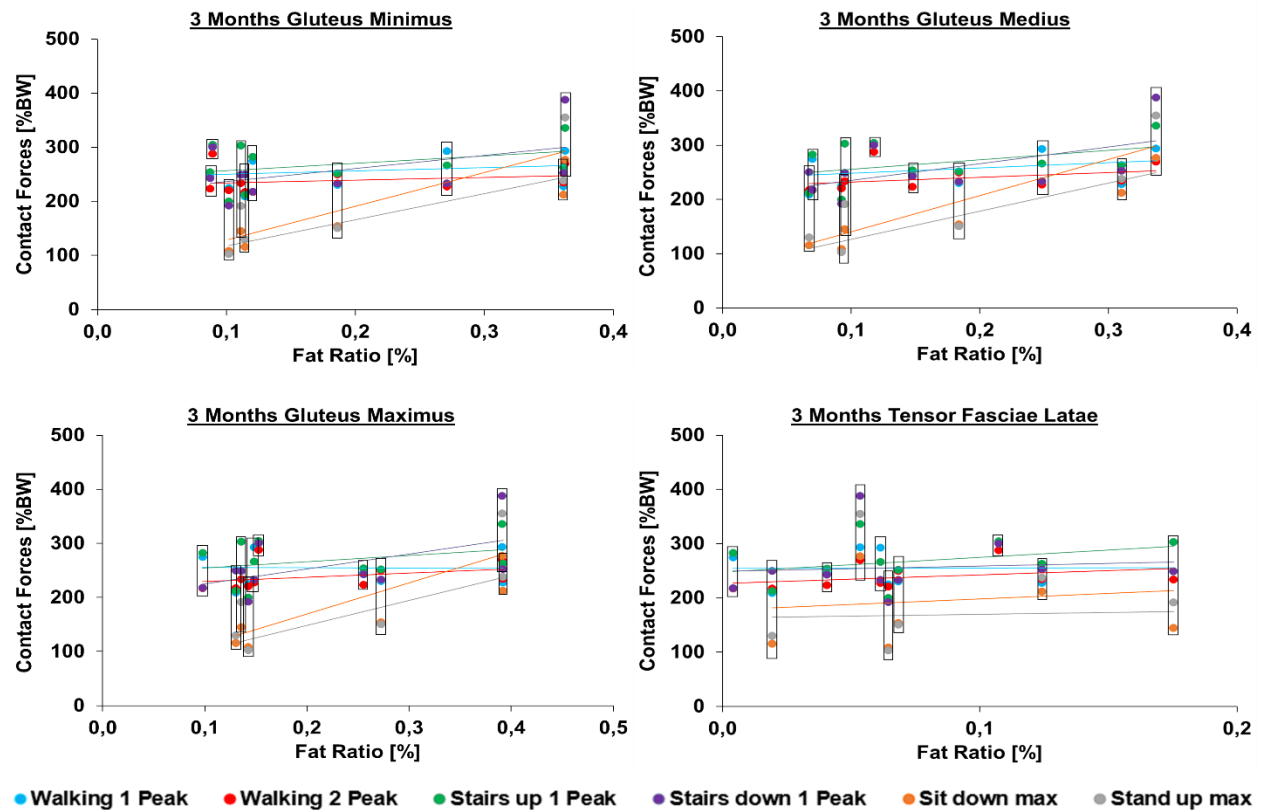 3 Months Gluteus Minimus
Contact Forces [%BW]
500
400
300
200
100
0
0,0 0,1 0,2 0,3 0,4
Fat Ratio [%]
3 Months Gluteus Medius
Contact Forces [%BW]
500
400
300
200
100
0
0,0 0,1 0,2 0,3 0,4
Fat Ratio [%]
3 Months Gluteus Maximus
Contact Forces [%BW]
500
400
300
200
100
0
0,0 0,1 0,2 0,3 0,4 0,5
Fat Ratio [%]
3 Months Tensor Fasciae Latae
Contact Forces [%BW]
500
400
300
200
100
0
0,0 0,1 0,2
Fat Ratio [%]
Walking 1 Peak Walking 2 Peak Stairs up 1 Peak Stairs down 1 Peak Sit down max Stand up max